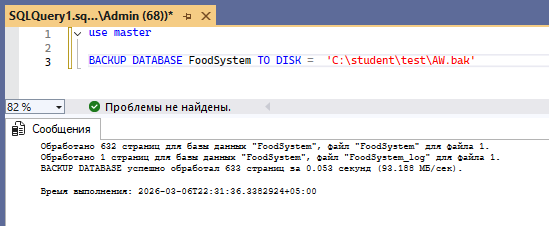 SQLQuery1.sq...\Admin (68))*
1 use master
2
3 BACKUP DATABASE FoodSystem TO DISK = 'C:\student\test\AW.bak'
82 %
Проблемы не найдены.
Сообщения
Обработано 632 страниц для базы данных "FoodSystem", файл "FoodSystem" для файла 1.
Обработано 1 страниц для базы данных "FoodSystem", файл "FoodSystem_log" для файла 1.
BACKUP DATABASE успешно обработал 633 страниц за 0.053 секунд (93.188 МБ/сек).
Время выполнения: 2026-03-06T22:31:36.3382924+05:00